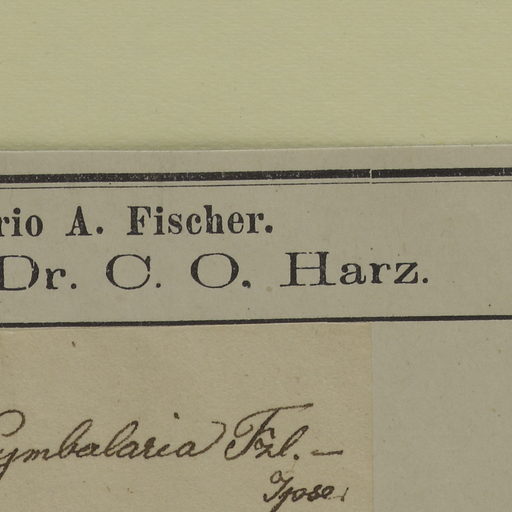 rio A. Fischer.
Dr. C. O. Harz.
Cymbalaria Fzl. —